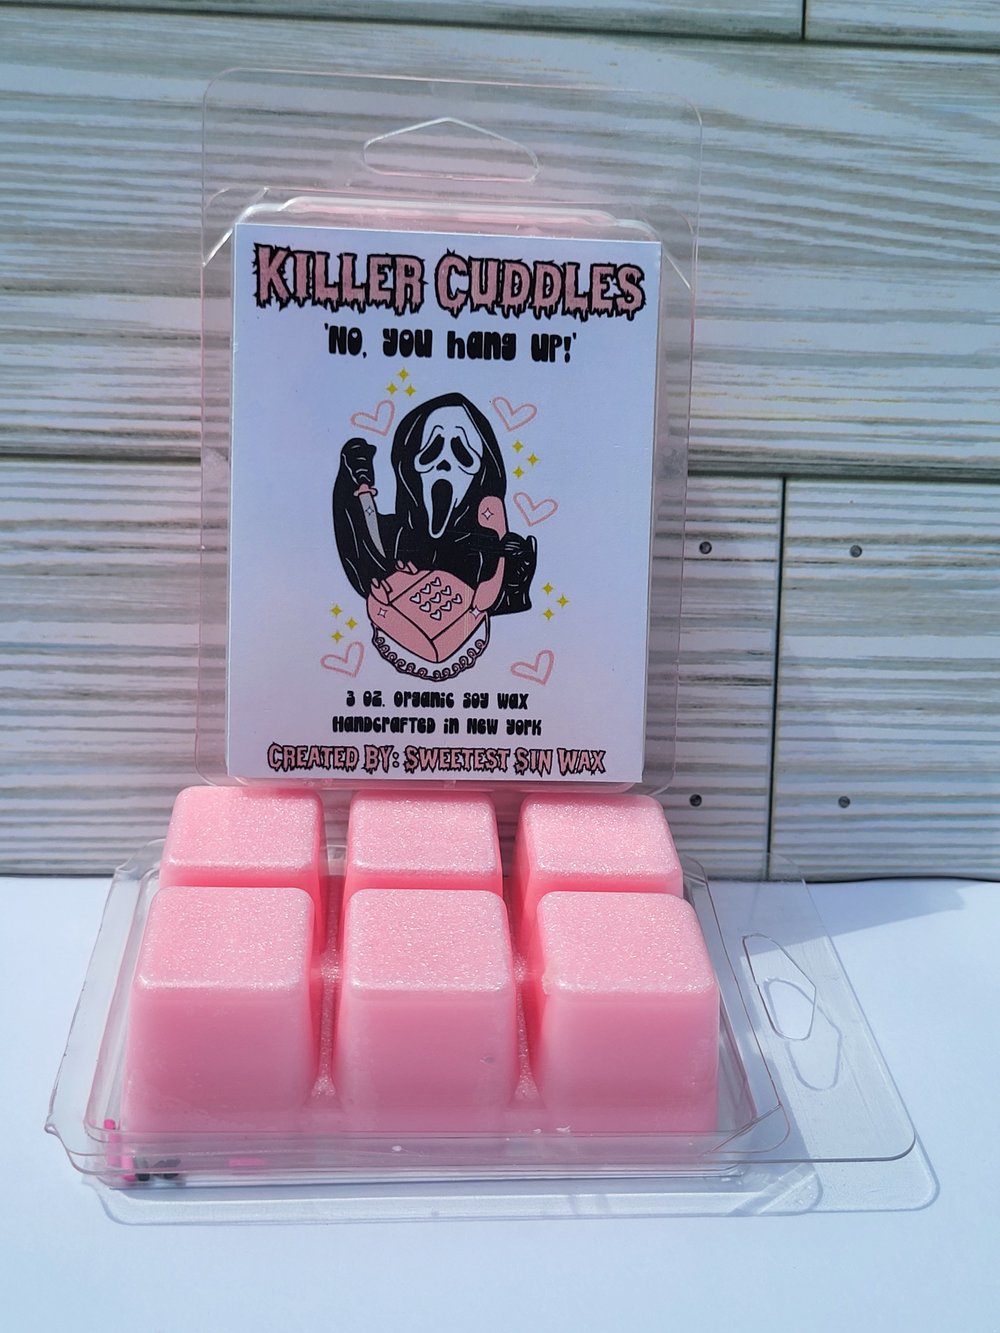 KILLER CUDDLES
'No, you hang up!'
3 oz. Organic Soy Wax
Handcrafted in New York
CREATED BY: SWEETEST SIN WAX